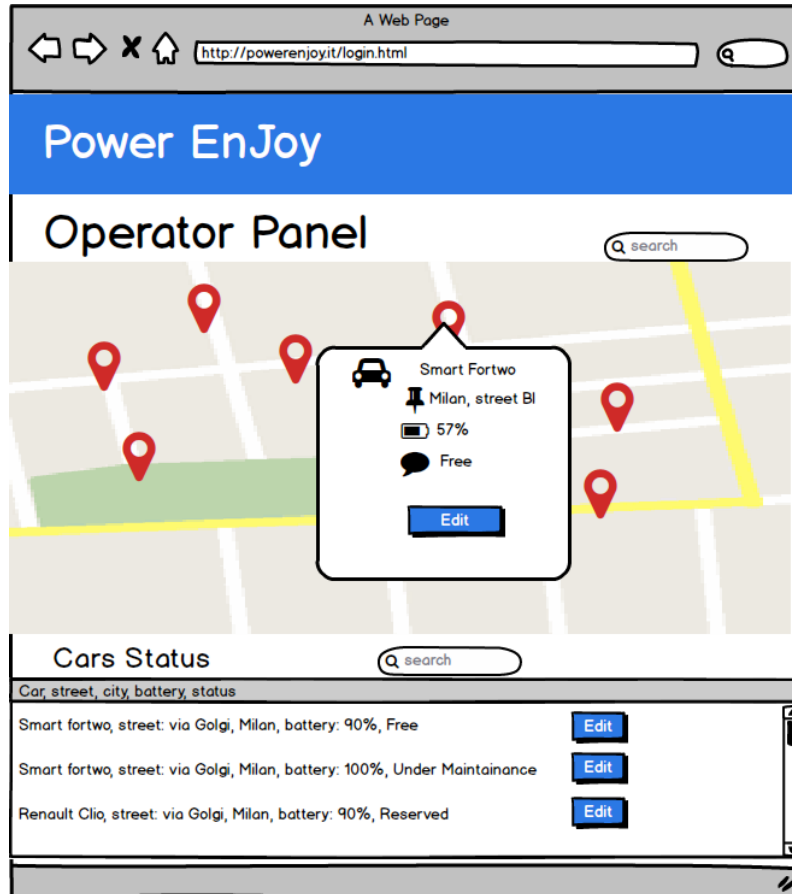 A Web Page
http://powerenjoy.it/login.html
Power EnJoy
Operator Panel
search
Smart Fortwo
Milan, street Bl
57%
Free
Edit
Cars Status
search
Car, street, city, battery, status
Smart fortwo, street: via Golgi, Milan, battery: 90%, Free
Edit
Smart fortwo, street: via Golgi, Milan, battery: 100%, Under Maintainance
Edit
Renault Clio, street: via Golgi, Milan, battery: 90%, Reserved
Edit